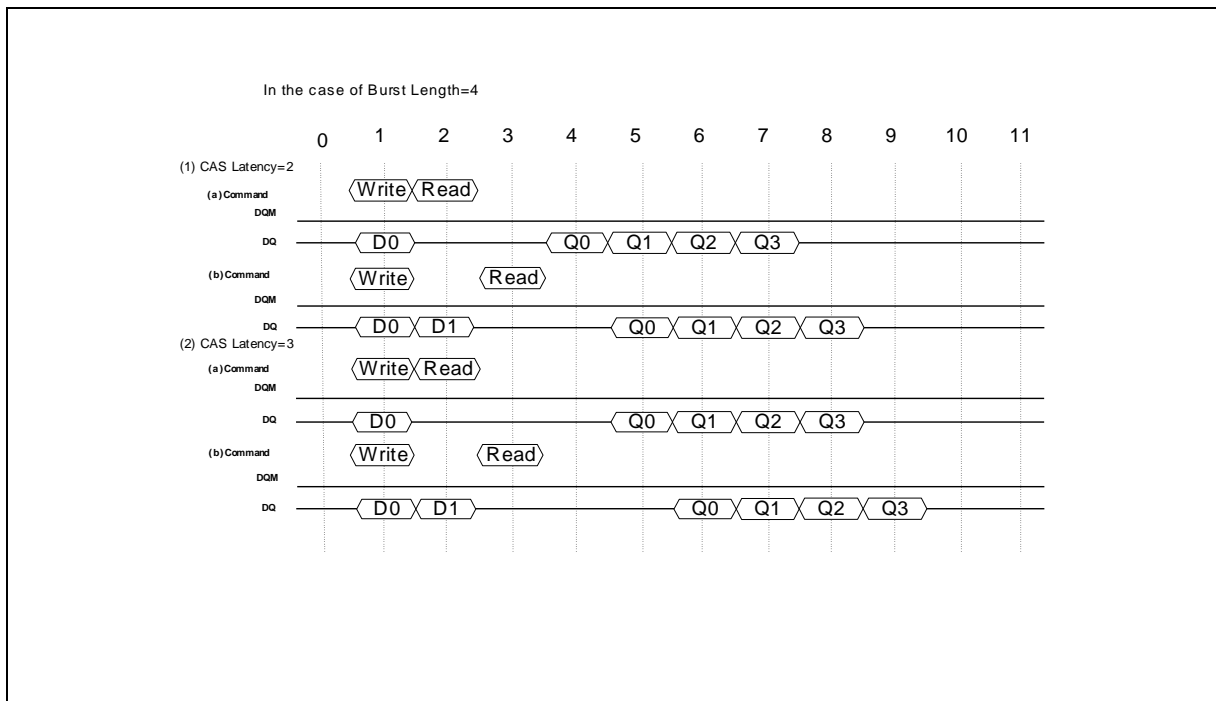 In the case of Burst Length=4
0 1 2 3 4 5 6 7 8 9 10 11
(1) CAS Latency=2
(a)Command Write Read
DQM
DQ D0 Q0 Q1 Q2 Q3
(b)Command Write Read
DQM
DQ D0 D1 Q0 Q1 Q2 Q3
(2) CAS Latency=3
(a)Command Write Read
DQM
DQ D0 Q0 Q1 Q2 Q3
(b)Command Write Read
DQM
DQ D0 D1 Q0 Q1 Q2 Q3